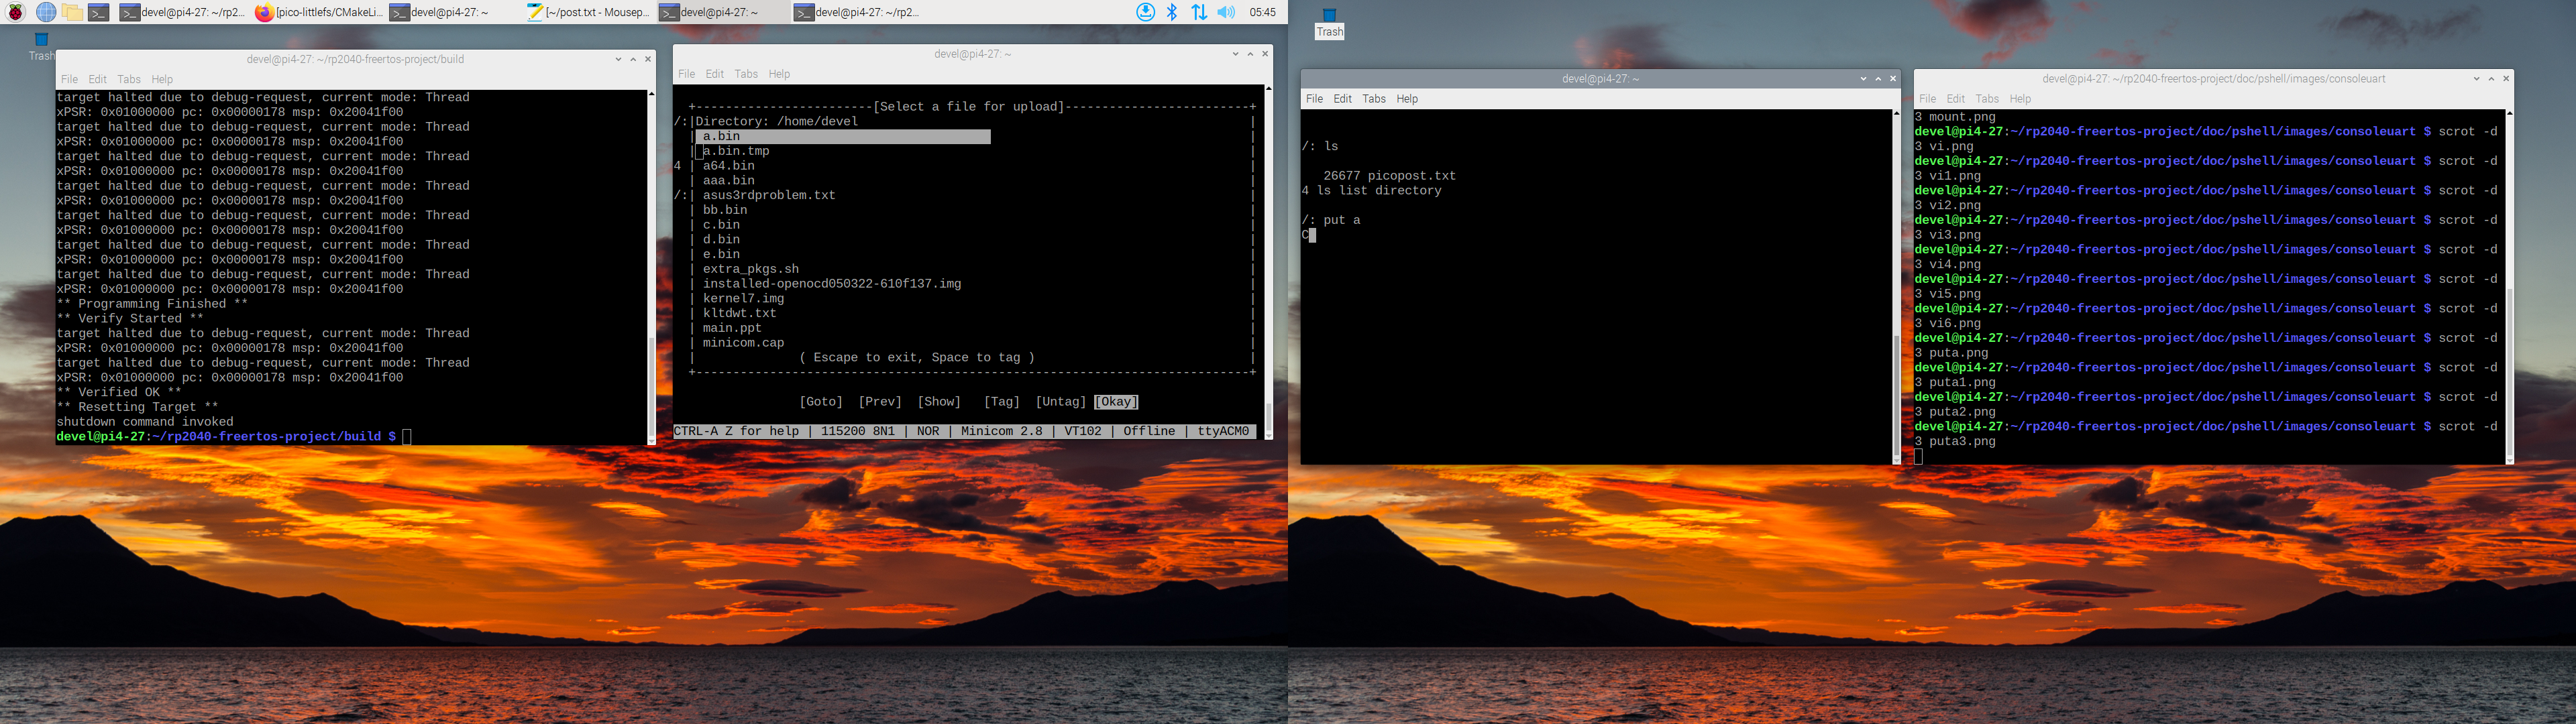 devel@pi4-27: ~/rp2...
[pico-littlefs/CMakeLi...
devel@pi4-27: ~
[~/post.txt - Mousep...
devel@pi4-27: ~
devel@pi4-27: ~/rp2...
05:45
Trash
devel@pi4-27: ~/rp2040-freertos-project/build
File Edit Tabs Help
target halted due to debug-request, current mode: Thread
xPSR: 0x01000000 pc: 0x00000178 msp: 0x20041f00
target halted due to debug-request, current mode: Thread
xPSR: 0x01000000 pc: 0x00000178 msp: 0x20041f00
target halted due to debug-request, current mode: Thread
xPSR: 0x01000000 pc: 0x00000178 msp: 0x20041f00
target halted due to debug-request, current mode: Thread
xPSR: 0x01000000 pc: 0x00000178 msp: 0x20041f00
target halted due to debug-request, current mode: Thread
xPSR: 0x01000000 pc: 0x00000178 msp: 0x20041f00
target halted due to debug-request, current mode: Thread
xPSR: 0x01000000 pc: 0x00000178 msp: 0x20041f00
target halted due to debug-request, current mode: Thread
xPSR: 0x01000000 pc: 0x00000178 msp: 0x20041f00
** Programming Finished **
** Verify Started **
target halted due to debug-request, current mode: Thread
xPSR: 0x01000000 pc: 0x00000178 msp: 0x20041f00
target halted due to debug-request, current mode: Thread
xPSR: 0x01000000 pc: 0x00000178 msp: 0x20041f00
** Verified OK **
** Resetting Target **
shutdown command invoked
devel@pi4-27:~/rp2040-freertos-project/build $
devel@pi4-27: ~
File Edit Tabs Help
+------------------------[Select a file for upload]-------------------------+
/:|Directory: /home/devel |
| a.bin |
| a.bin.tmp |
4 | a64.bin |
| aaa.bin |
/:| asus3rdproblem.txt |
| bb.bin |
| c.bin |
| d.bin |
| e.bin |
| extra_pkgs.sh |
| installed-openocd050322-610f137.img |
| kernel7.img |
| kltdwt.txt |
| main.ppt |
| minicom.cap |
| ( Escape to exit, Space to tag ) |
+----------------------------------------------------------------------------+
[Goto] [Prev] [Show] [Tag] [Untag] [Okay]
CTRL-A Z for help | 115200 8N1 | NOR | Minicom 2.8 | VT102 | Offline | ttyACM0
Trash
devel@pi4-27: ~
File Edit Tabs Help
/: ls
26677 picopost.txt
4 ls list directory
/: put a
C
devel@pi4-27: ~/rp2040-freertos-project/doc/pshell/images/consoleuart
File Edit Tabs Help
3 mount.png
devel@pi4-27:~/rp2040-freertos-project/doc/pshell/images/consoleuart $ scrot -d
3 vi.png
devel@pi4-27:~/rp2040-freertos-project/doc/pshell/images/consoleuart $ scrot -d
3 vi1.png
devel@pi4-27:~/rp2040-freertos-project/doc/pshell/images/consoleuart $ scrot -d
3 vi2.png
devel@pi4-27:~/rp2040-freertos-project/doc/pshell/images/consoleuart $ scrot -d
3 vi3.png
devel@pi4-27:~/rp2040-freertos-project/doc/pshell/images/consoleuart $ scrot -d
3 vi4.png
devel@pi4-27:~/rp2040-freertos-project/doc/pshell/images/consoleuart $ scrot -d
3 vi5.png
devel@pi4-27:~/rp2040-freertos-project/doc/pshell/images/consoleuart $ scrot -d
3 vi6.png
devel@pi4-27:~/rp2040-freertos-project/doc/pshell/images/consoleuart $ scrot -d
3 puta.png
devel@pi4-27:~/rp2040-freertos-project/doc/pshell/images/consoleuart $ scrot -d
3 puta1.png
devel@pi4-27:~/rp2040-freertos-project/doc/pshell/images/consoleuart $ scrot -d
3 puta2.png
devel@pi4-27:~/rp2040-freertos-project/doc/pshell/images/consoleuart $ scrot -d
3 puta3.png